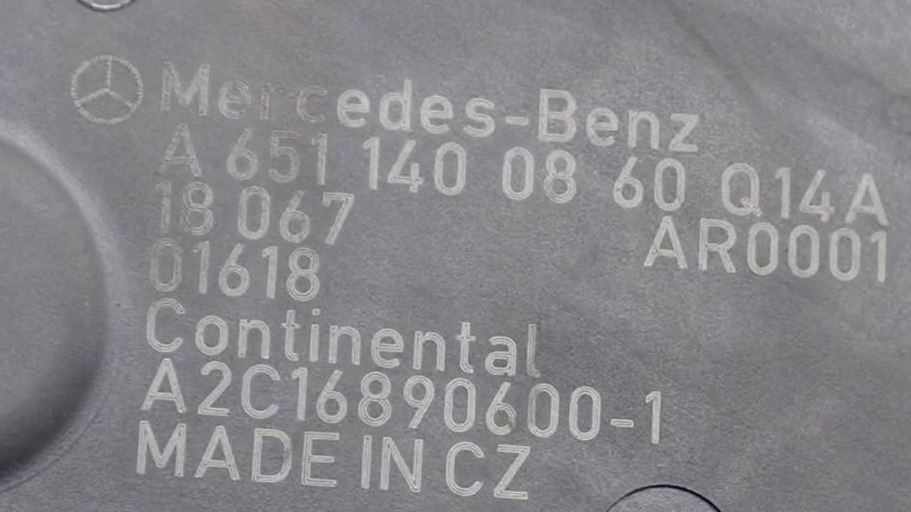 Mercedes-Benz
A 651 140 08 60 Q14A
18 067 AR0001
01618
Continental
A2C16890600-1
MADE IN CZ